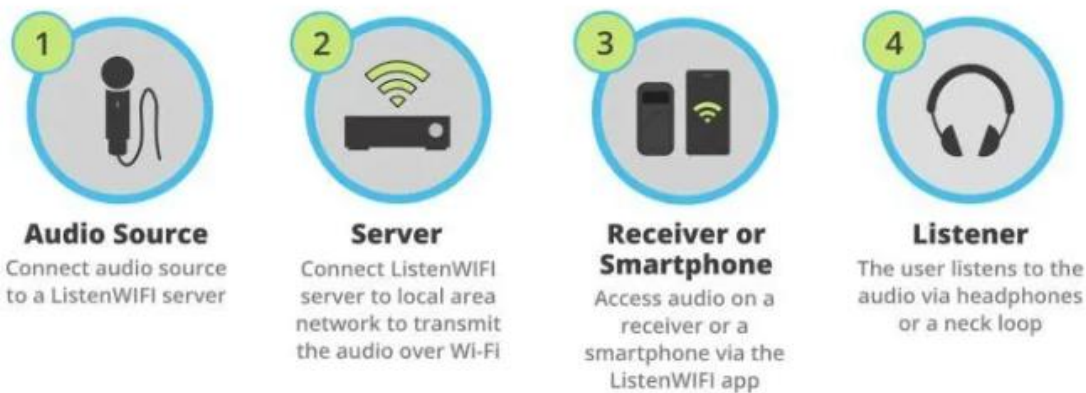 1
Audio Source
Connect audio source
to a ListenWIFI server
2
Server
Connect ListenWIFI
server to local area
network to transmit
the audio over Wi-Fi
3
Receiver or
Smartphone
Access audio on a
receiver or a
smartphone via the
ListenWIFI app
4
Listener
The user listens to the
audio via headphones
or a neck loop